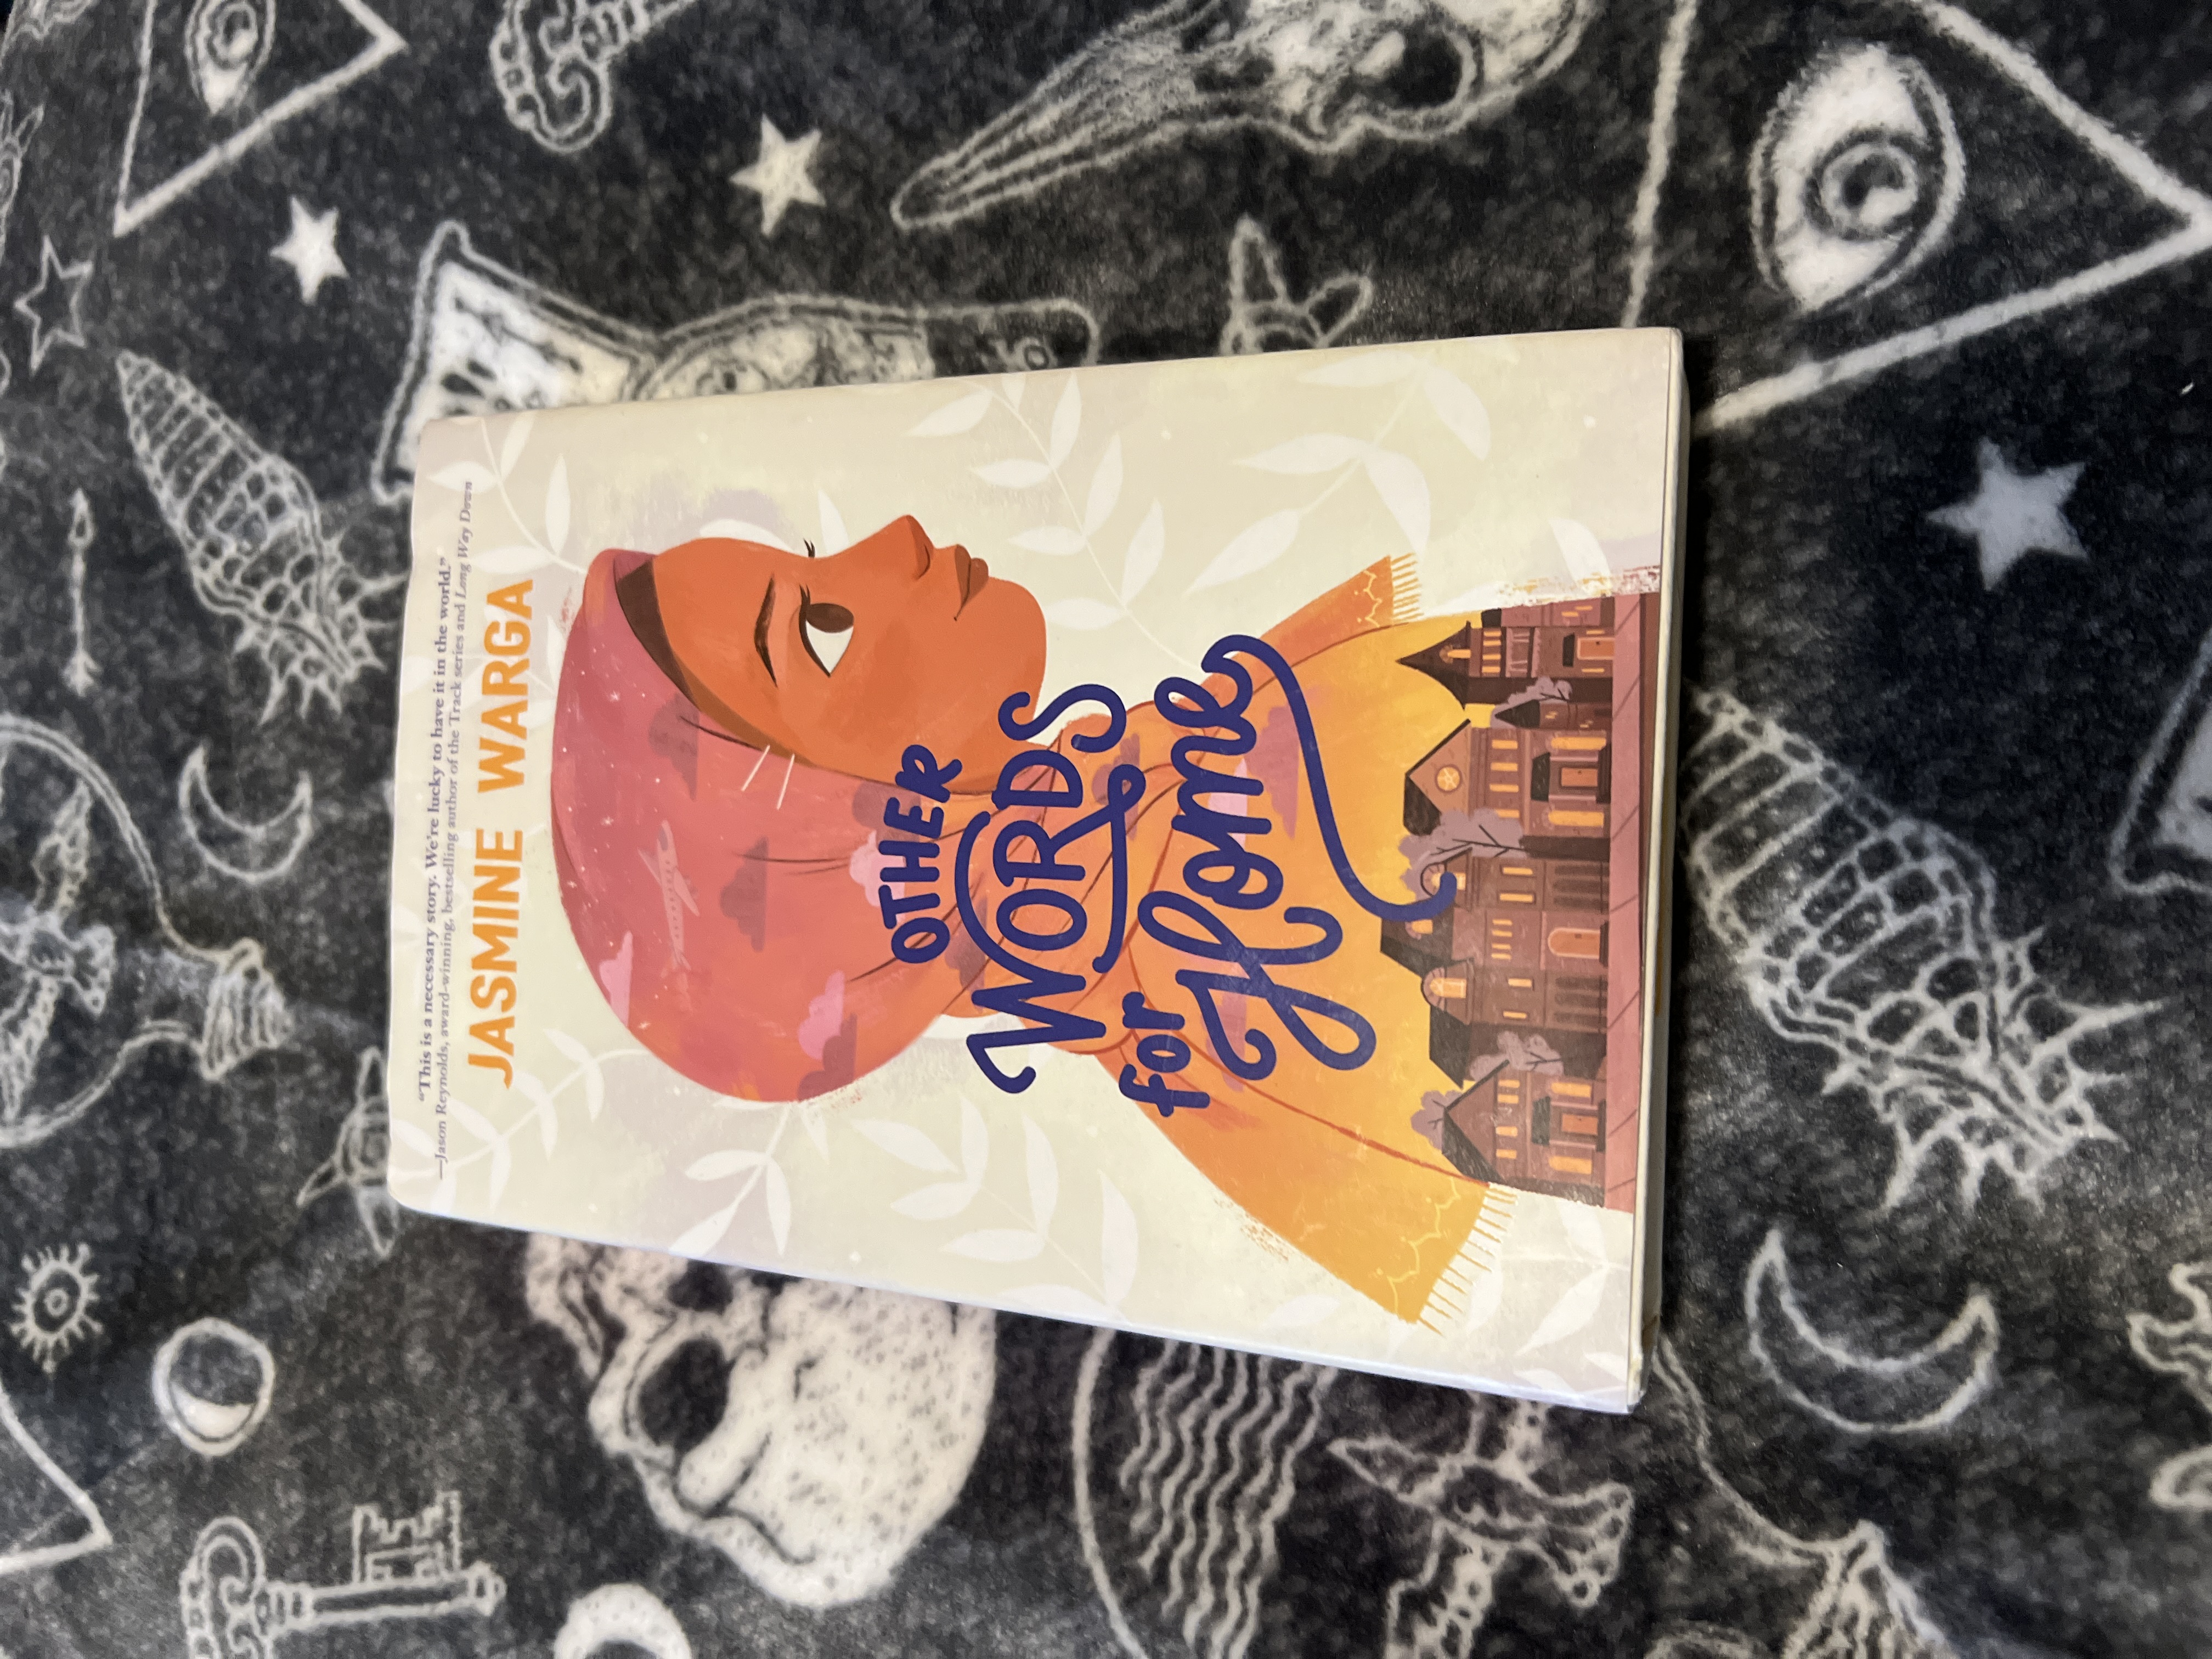 “This is a necessary story. We’re lucky to have it in the world.”
—Jason Reynolds, award-winning, bestselling author of the Track series and Long Way Down
JASMINE WARGA
OTHER
WORDS
for Home